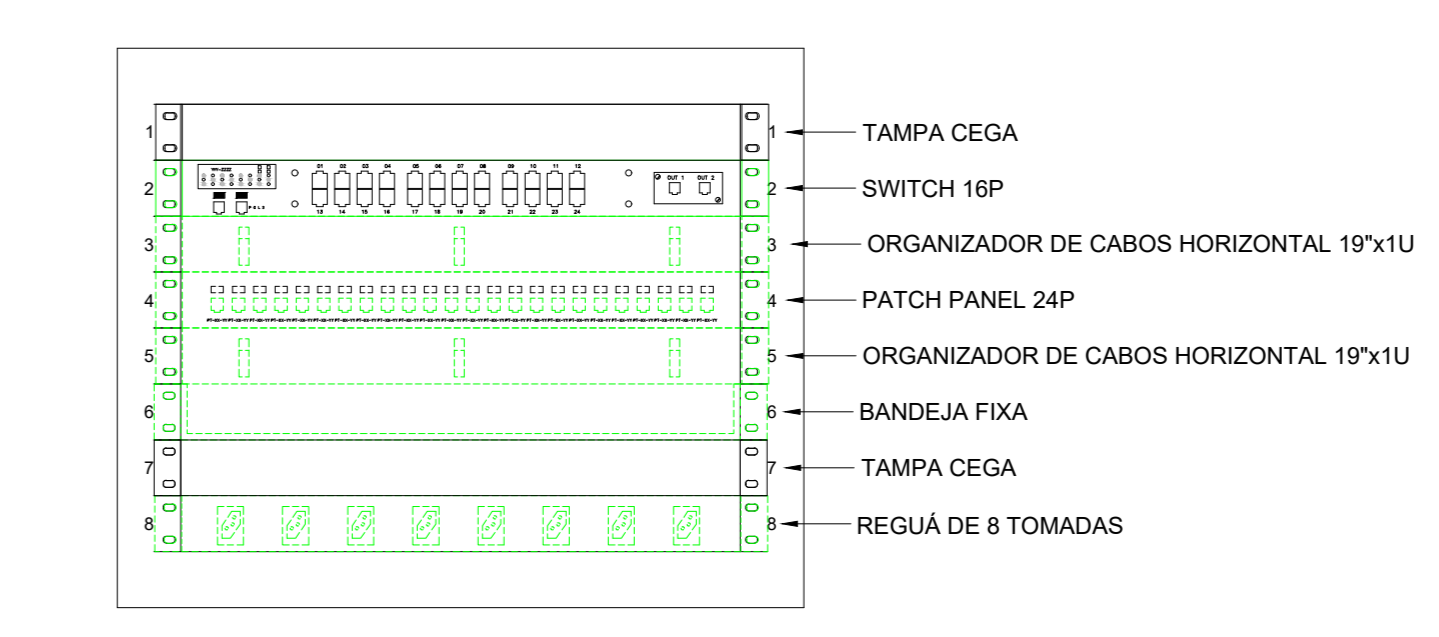 1 1 TAMPA CEGA
01 02 03 04 05 06 07 08 09 10 11 12
OUT 1 OUT 2
2 2 SWITCH 16P
13 14 15 16 17 18 19 20 21 22 23 24
3 3 ORGANIZADOR DE CABOS HORIZONTAL 19"x1U
4 4 PATCH PANEL 24P
5 5 ORGANIZADOR DE CABOS HORIZONTAL 19"x1U
6 6 BANDEJA FIXA
7 7 TAMPA CEGA
8 8 REGUÁ DE 8 TOMADAS